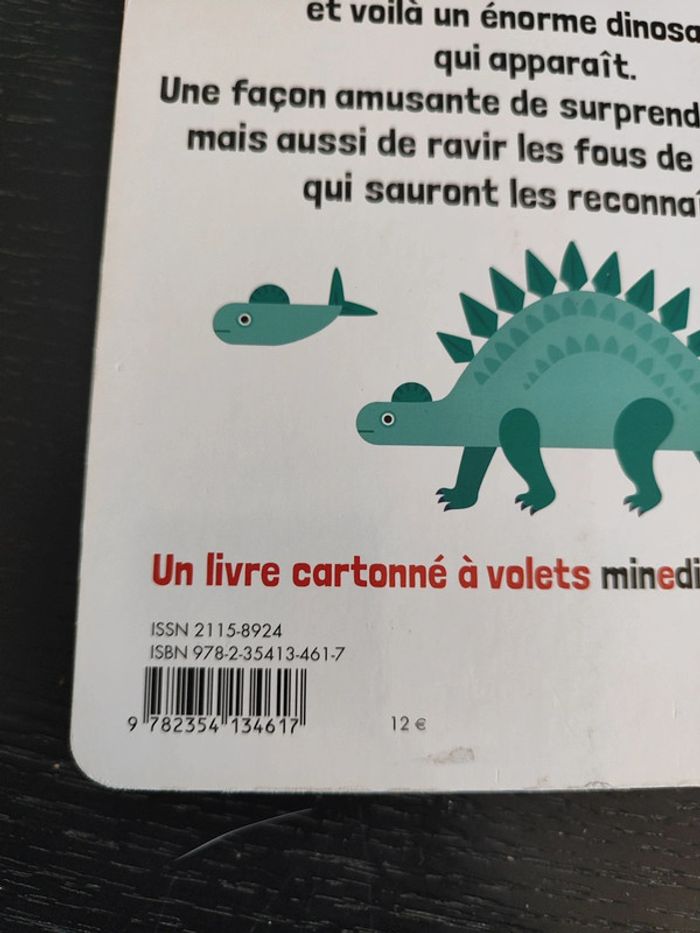 et voilà un énorme dinosa
qui apparaît.
Une façon amusante de surprend
mais aussi de ravir les fous de
qui sauront les reconnaî
Un livre cartonné à volets minedi
ISSN 2115-8924
ISBN 978-2-35413-461-7
9 782354 134617
12 €